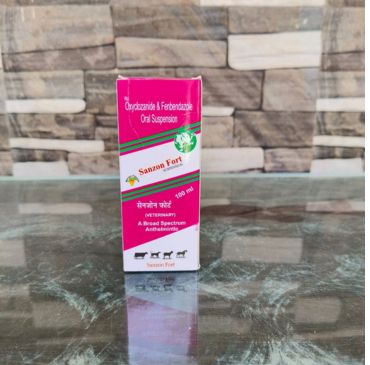 Oxyclozanide & Fenbendazole
Oral Suspension
Sanzon Fort
100 ml
सेनज़ोन फोर्ट
(VETERINARY)
A Broad Spectrum
Anthelmintic
Sanzon Fort